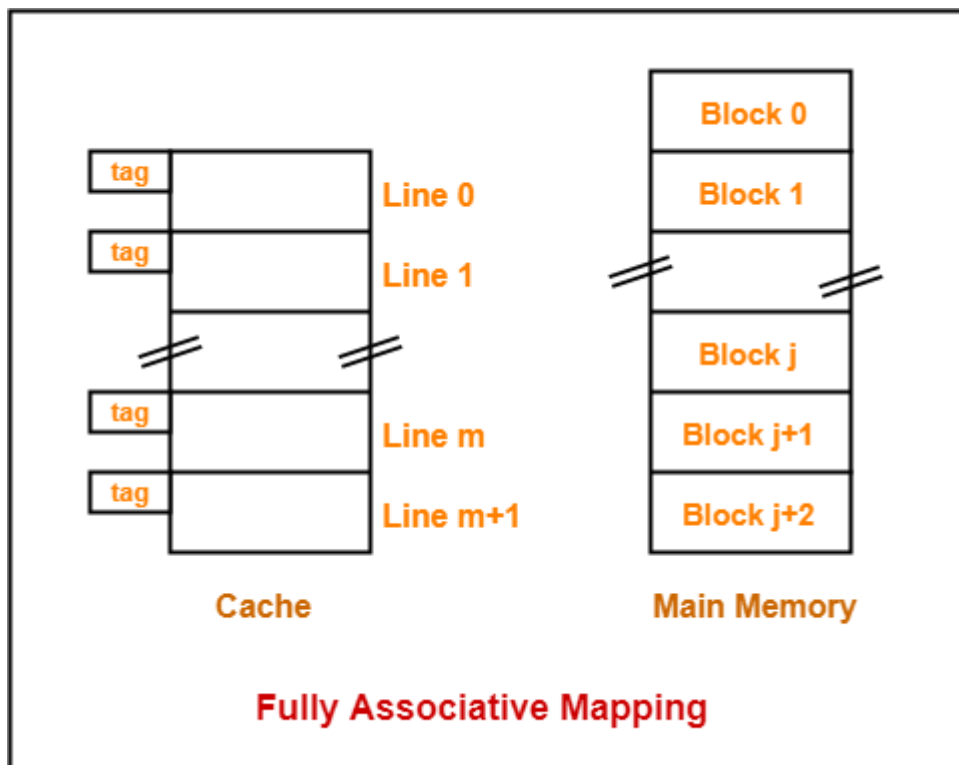 tag
Line 0
tag
Line 1
tag
Line m
tag
Line m+1
Cache
Block 0
Block 1
Block j
Block j+1
Block j+2
Main Memory
Fully Associative Mapping